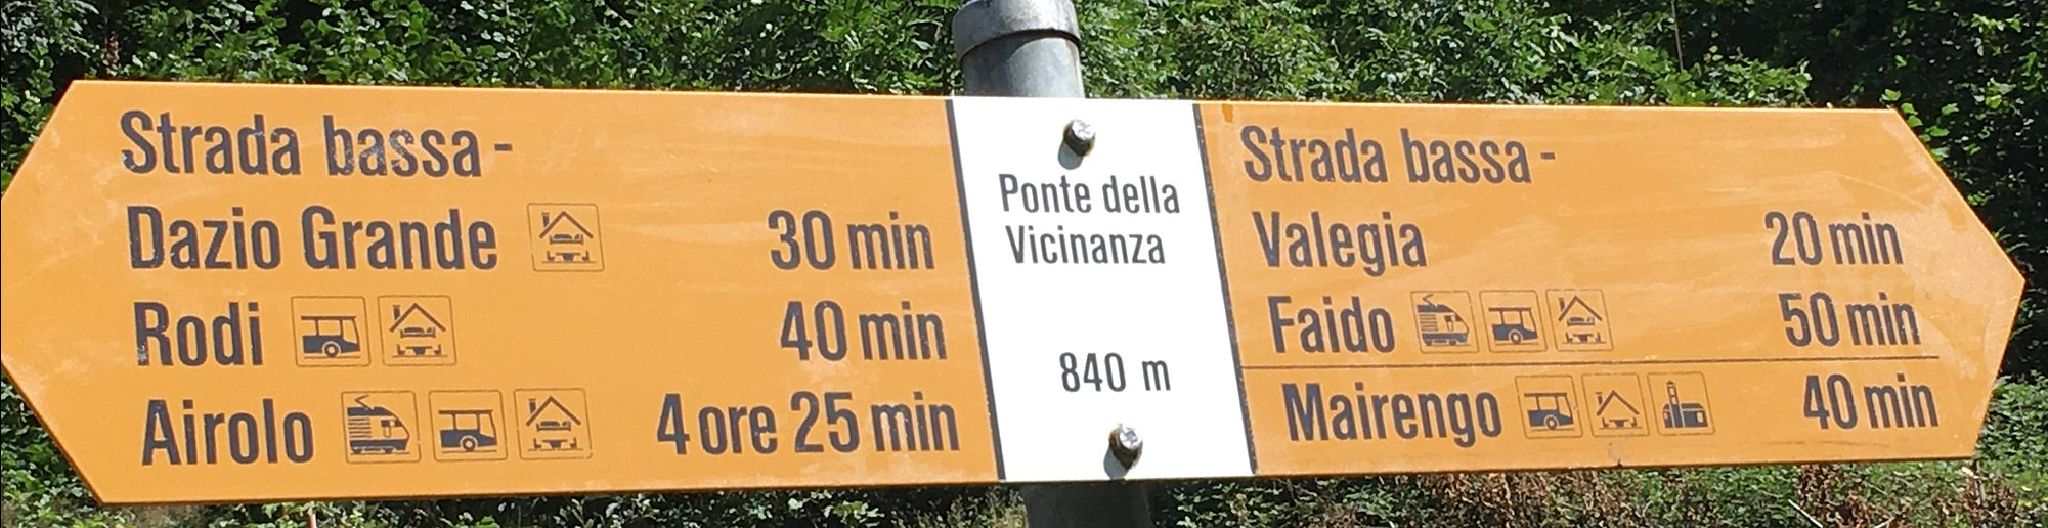 Strada bassa -
Dazio Grande 30 min
Rodi 40 min
Airolo 4 ore 25 min
Ponte della
Vicinanza
840 m
Strada bassa -
Valegia 20 min
Faido 50 min
Mairengo 40 min